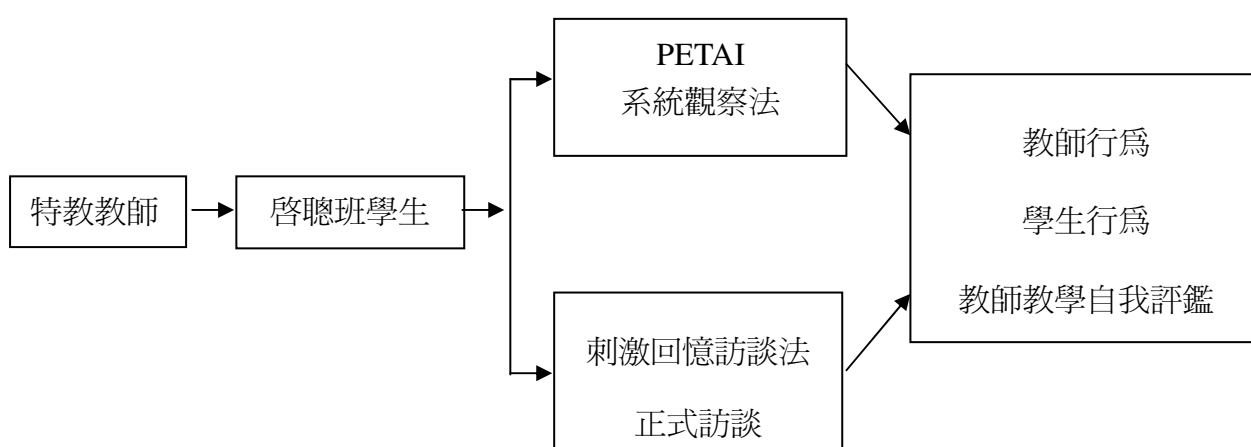 特教教師
啓聰班學生
PETAI
系統觀察法
刺激回憶訪談法
正式訪談
教師行爲
學生行爲
教師教學自我評鑑